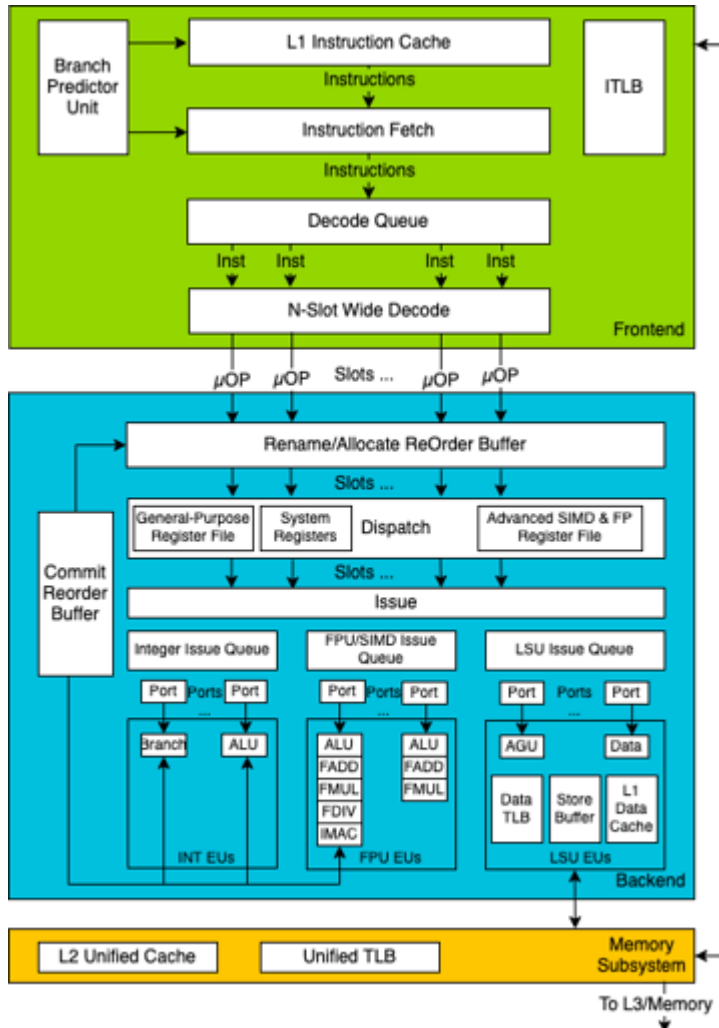 L1 Instruction Cache
Branch
Predictor
Unit
ITLB
Instructions
Instruction Fetch
Instructions
Decode Queue
Inst Inst Inst Inst
N-Slot Wide Decode
Frontend
µOP µOP Slots ... µOP µOP
Rename/Allocate ReOrder Buffer
Slots ...
General-Purpose
Register File
System
Registers
Dispatch
Advanced SIMD & FP
Register File
Commit
Reorder
Buffer
Slots ...
Issue
Integer Issue Queue
FPU/SIMD Issue
Queue
LSU Issue Queue
Port Ports Port
...
Port Ports Port
...
Port Ports Port
...
Branch ALU
INT EUs
ALU
FADD
FMUL
FDIV
IMAC
ALU
FADD
FMUL
FPU EUs
AGU Data
Data
TLB
Store
Buffer
L1
Data
Cache
LSU EUs
Backend
L2 Unified Cache
Unified TLB
Memory
Subsystem
To L3/Memory